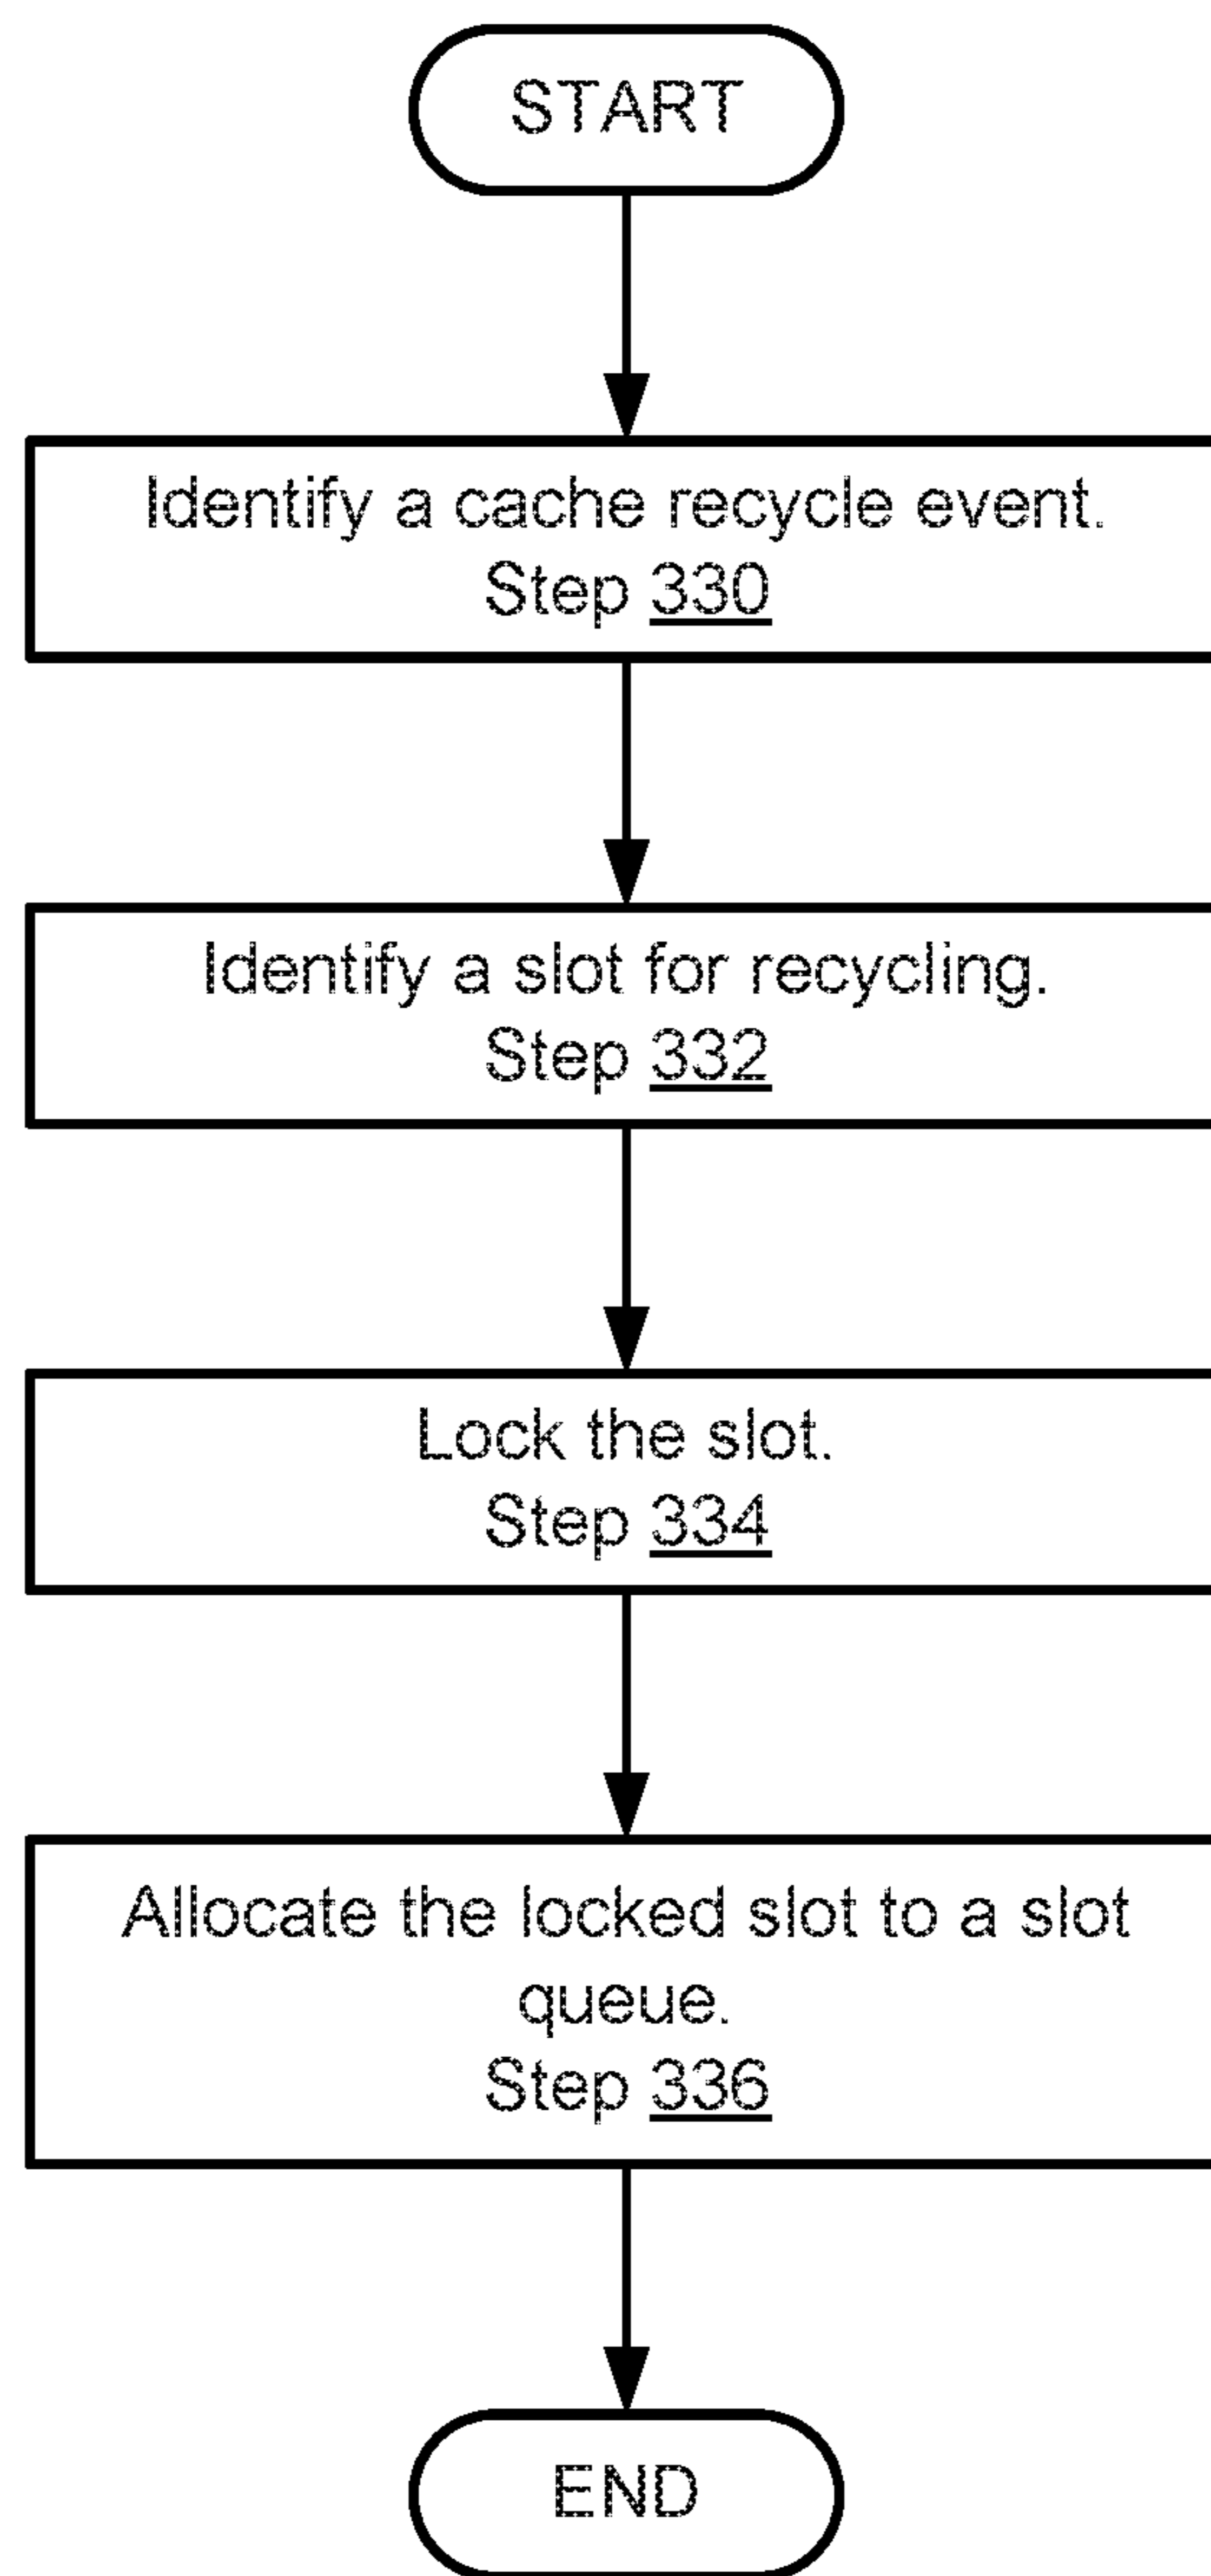 START
Identify a cache recycle event.
Step 330
Identify a slot for recycling.
Step 332
Lock the slot.
Step 334
Allocate the locked slot to a slot
queue.
Step 336
END